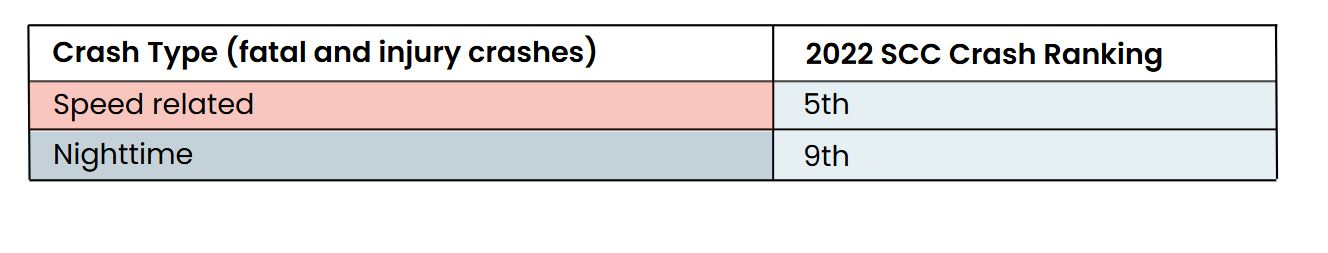 Crash Type (fatal and injury crashes) 2022 SCC Crash Ranking
Speed related 5th
Nighttime 9th